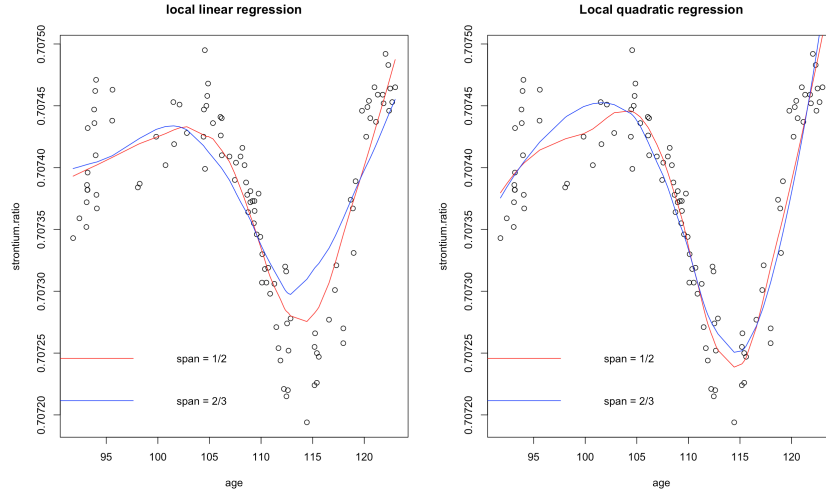 local linear regression
0.70720 0.70725 0.70730 0.70735 0.70740 0.70745 0.70750
strontium.ratio
span = 1/2
span = 2/3
95 100 105 110 115 120
age
Local quadratic regression
0.70720 0.70725 0.70730 0.70735 0.70740 0.70745 0.70750
strontium.ratio
span = 1/2
span = 2/3
95 100 105 110 115 120
age